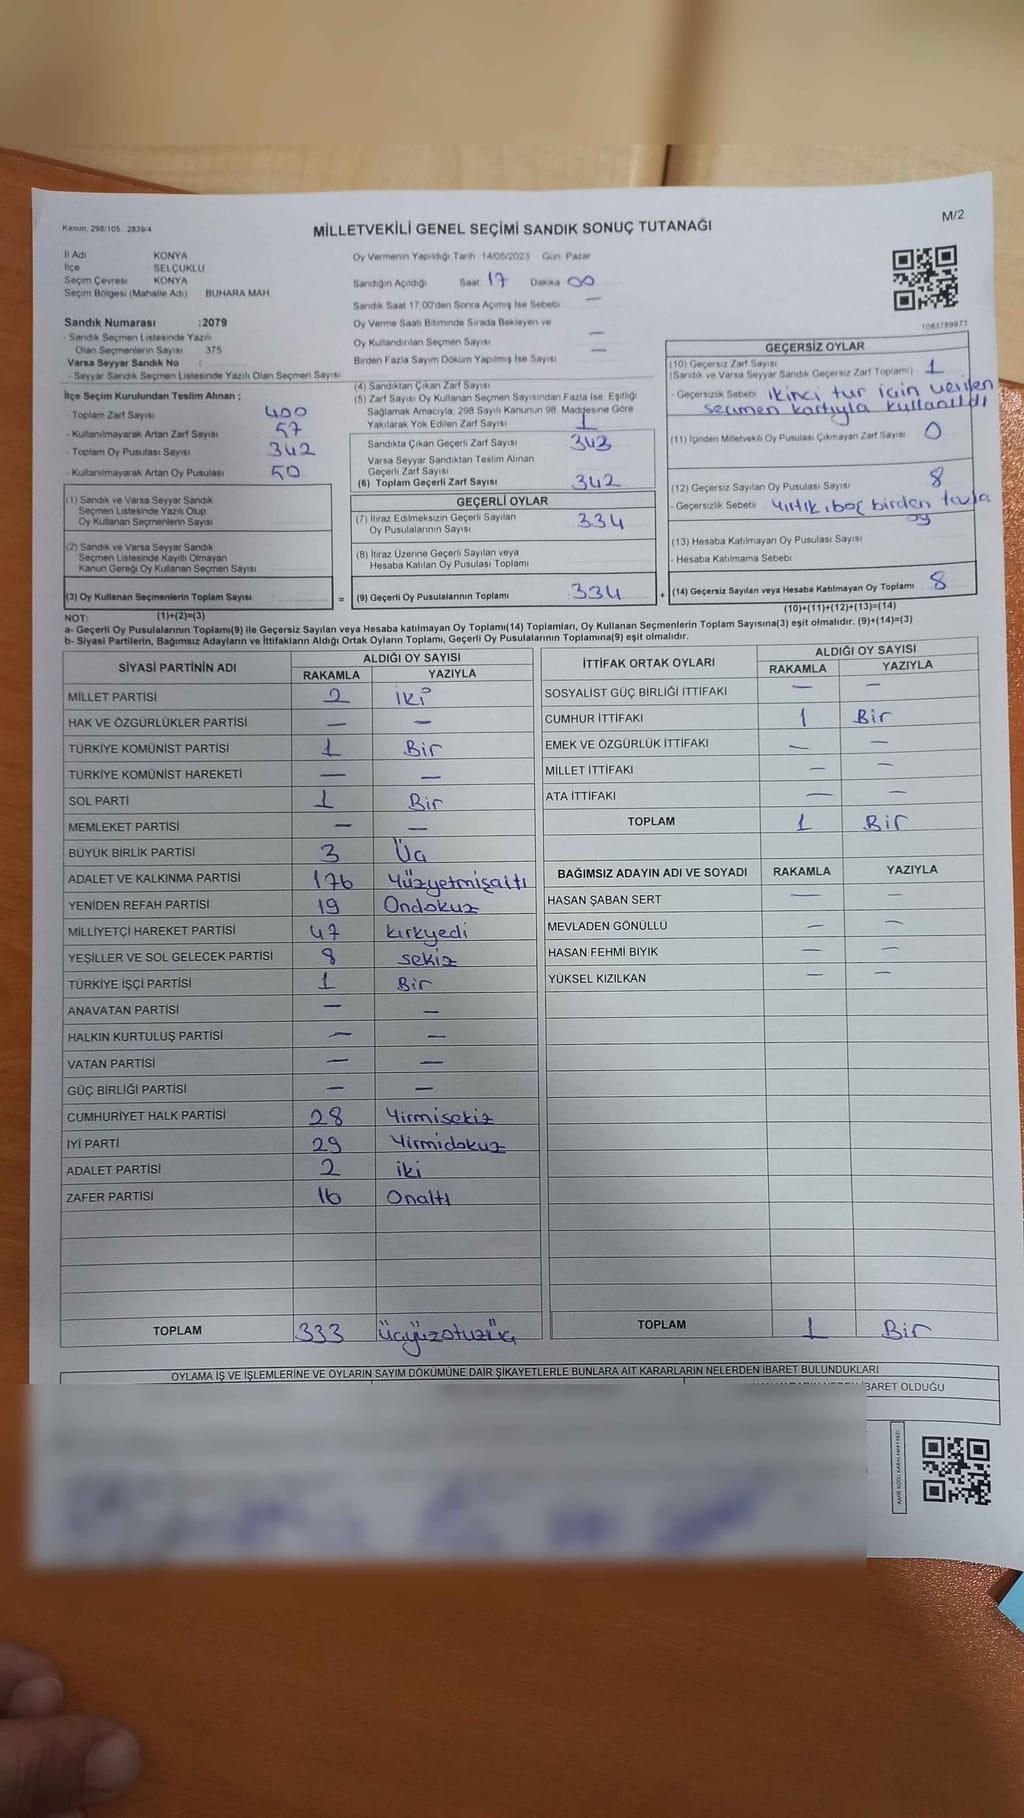 Kanun. 298/105 2839/4
MİLLETVEKİLİ GENEL SEÇİMİ SANDIK SONUÇ TUTANAĞI
M/2
İl Adı KONYA
İlçe SELÇUKLU
Seçim Çevresi KONYA
Seçim Bölgesi (Mahalle Adı) BUHARA MAH
Oy Vermenin Yapıldığı Tarih 14/05/2023 Gün Pazar
Sandığın Açıldığı Saat 17 Dakika 00
Sandık Saat 17.00'den Sonra Açımış İse Sebebi —
Oy Verme Saati Bitiminde Sırada Bekleyen ve
Oy Kullandırılan Seçmen Sayısı —
Birden Fazla Sayım Döküm Yapılmış İse Sayısı —
1083789973
Sandık Numarası :2079
- Sandık Seçmen Listesinde Yazılı
Olan Seçmenlerin Sayısı 375
Varsa Seyyar Sandık No :
- Seyyar Sandık Seçmen Listesinde Yazılı Olan Seçmen Sayısı
İlçe Seçim Kurulundan Teslim Alınan ;
- Toplam Zarf Sayısı 400
- Kullanılmayarak Artan Zarf Sayısı 57
- Toplam Oy Pusulası Sayısı 342
- Kullanılmayarak Artan Oy Pusulası 50
(1) Sandık ve Varsa Seyyar Sandık
Seçmen Listesinde Yazılı Olup
Oy Kullanan Seçmenlerin Sayısı
(2) Sandık ve Varsa Seyyar Sandık
Seçmen Listesinde Kayıtlı Olmayan
Kanun Gereği Oy Kullanan Seçmen Sayısı
(3) Oy Kullanan Seçmenlerin Toplam Sayısı =
(4) Sandıktan Çıkan Zarf Sayısı
(5) Zarf Sayısı Oy Kullanan Seçmen Sayısından Fazla İse, Eşitliği
Sağlamak Amacıyla, 298 Sayılı Kanunun 98. Maddesine Göre
Yakılarak Yok Edilen Zarf Sayısı 1
Sandıkta Çıkan Geçerli Zarf Sayısı 343
Varsa Seyyar Sandıktan Teslim Alınan
Geçerli Zarf Sayısı
(6) Toplam Geçerli Zarf Sayısı 342
GEÇERLİ OYLAR
(7) İtiraz Edilmeksizin Geçerli Sayılan
Oy Pusulalarının Sayısı 334
(8) İtiraz Üzerine Geçerli Sayılan veya
Hesaba Katılan Oy Pusulası Toplamı
(9) Geçerli Oy Pusulalarının Toplamı 334 +
GEÇERSİZ OYLAR
(10) Geçersiz Zarf Sayısı
(Sandık ve Varsa Seyyar Sandık Geçersiz Zarf Toplamı) 1
- Geçersizlik Sebebi ikinci tur için verilen
seçmen kartıyla kullanıldı
(11) İçinden Milletvekili Oy Pusulası Çıkmayan Zarf Sayısı 0
(12) Geçersiz Sayılan Oy Pusulası Sayısı 8
- Geçersizlik Sebebi Yırtık, boş birden fazla
oy
(13) Hesaba Katılmayan Oy Pusulası Sayısı
- Hesaba Katılmama Sebebi
(14) Geçersiz Sayılan veya Hesaba Katılmayan Oy Toplamı 8
NOT: (1)+(2)=(3)
(10)+(11)+(12)+(13)=(14)
a- Geçerli Oy Pusulalarının Toplamı(9) ile Geçersiz Sayılan veya Hesaba katılmayan Oy Toplamı(14) Toplamları, Oy Kullanan Seçmenlerin Toplam Sayısına(3) eşit olmalıdır. (9)+(14)=(3)
b- Siyasi Partilerin, Bağımsız Adayların ve İttifakların Aldığı Ortak Oyların Toplamı, Geçerli Oy Pusulalarının Toplamına(9) eşit olmalıdır.
SİYASİ PARTİNİN ADI ALDIĞI OY SAYISI
RAKAMLA YAZIYLA
MİLLET PARTİSİ 2 iki
HAK VE ÖZGÜRLÜKLER PARTİSİ — —
TÜRKİYE KOMÜNİST PARTİSİ 1 Bir
TÜRKİYE KOMÜNİST HAREKETİ — —
SOL PARTİ 1 Bir
MEMLEKET PARTİSİ — —
BÜYÜK BİRLİK PARTİSİ 3 Üç
ADALET VE KALKINMA PARTİSİ 176 Yüzyetmişaltı
YENİDEN REFAH PARTİSİ 19 Ondokuz
MİLLİYETÇİ HAREKET PARTİSİ 47 kırkyedi
YEŞİLLER VE SOL GELECEK PARTİSİ 8 sekiz
TÜRKİYE İŞÇİ PARTİSİ 1 Bir
ANAVATAN PARTİSİ — —
HALKIN KURTULUŞ PARTİSİ — —
VATAN PARTİSİ — —
GÜÇ BİRLİĞİ PARTİSİ — —
CUMHURİYET HALK PARTİSİ 28 Yirmisekiz
İYİ PARTİ 29 Yirmidokuz
ADALET PARTİSİ 2 iki
ZAFER PARTİSİ 16 Onaltı
TOPLAM 333 üçyüzotuzüç
İTTİFAK ORTAK OYLARI ALDIĞI OY SAYISI
RAKAMLA YAZIYLA
SOSYALİST GÜÇ BİRLİĞİ İTTİFAKI — —
CUMHUR İTTİFAKI 1 Bir
EMEK VE ÖZGÜRLÜK İTTİFAKI — —
MİLLET İTTİFAKI — —
ATA İTTİFAKI — —
TOPLAM 1 Bir
BAĞIMSIZ ADAYIN ADI VE SOYADI RAKAMLA YAZIYLA
HASAN ŞABAN SERT — —
MEVLADEN GÖNÜLLÜ — —
HASAN FEHMİ BIYIK — —
YÜKSEL KIZILKAN — —
TOPLAM 1 Bir
OYLAMA İŞ VE İŞLEMLERİNE VE OYLARIN SAYIM DÖKÜMÜNE DAİR ŞİKAYETLERLE BUNLARA AİT KARARLARIN NELERDEN İBARET BULUNDUKLARI
İBARET OLDUĞU